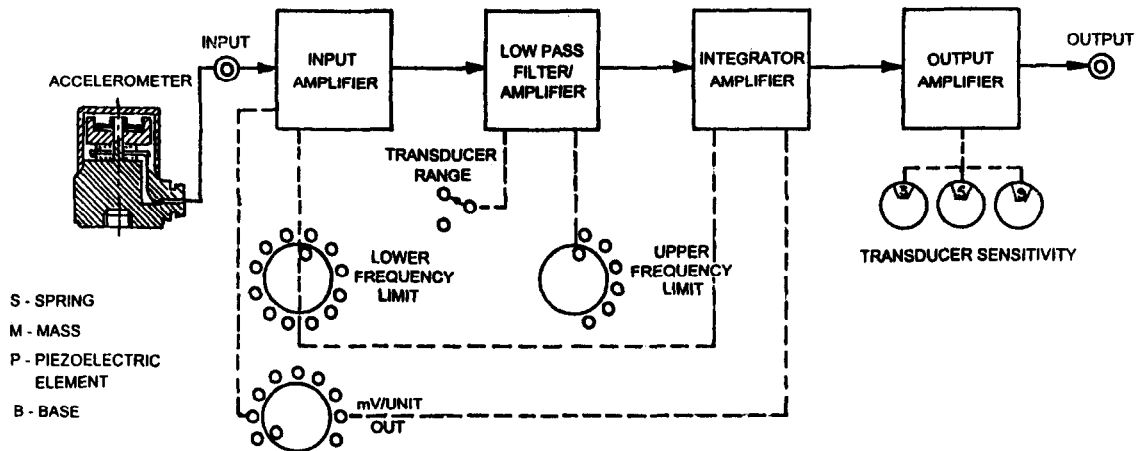 INPUT
ACCELEROMETER
INPUT
AMPLIFIER
LOW PASS
FILTER/
AMPLIFIER
INTEGRATOR
AMPLIFIER
OUTPUT
AMPLIFIER
OUTPUT
TRANSDUCER
RANGE
LOWER
FREQUENCY
LIMIT
UPPER
FREQUENCY
LIMIT
TRANSDUCER SENSITIVITY
S - SPRING
M - MASS
P - PIEZOELECTRIC
ELEMENT
B - BASE
mV/UNIT
OUT